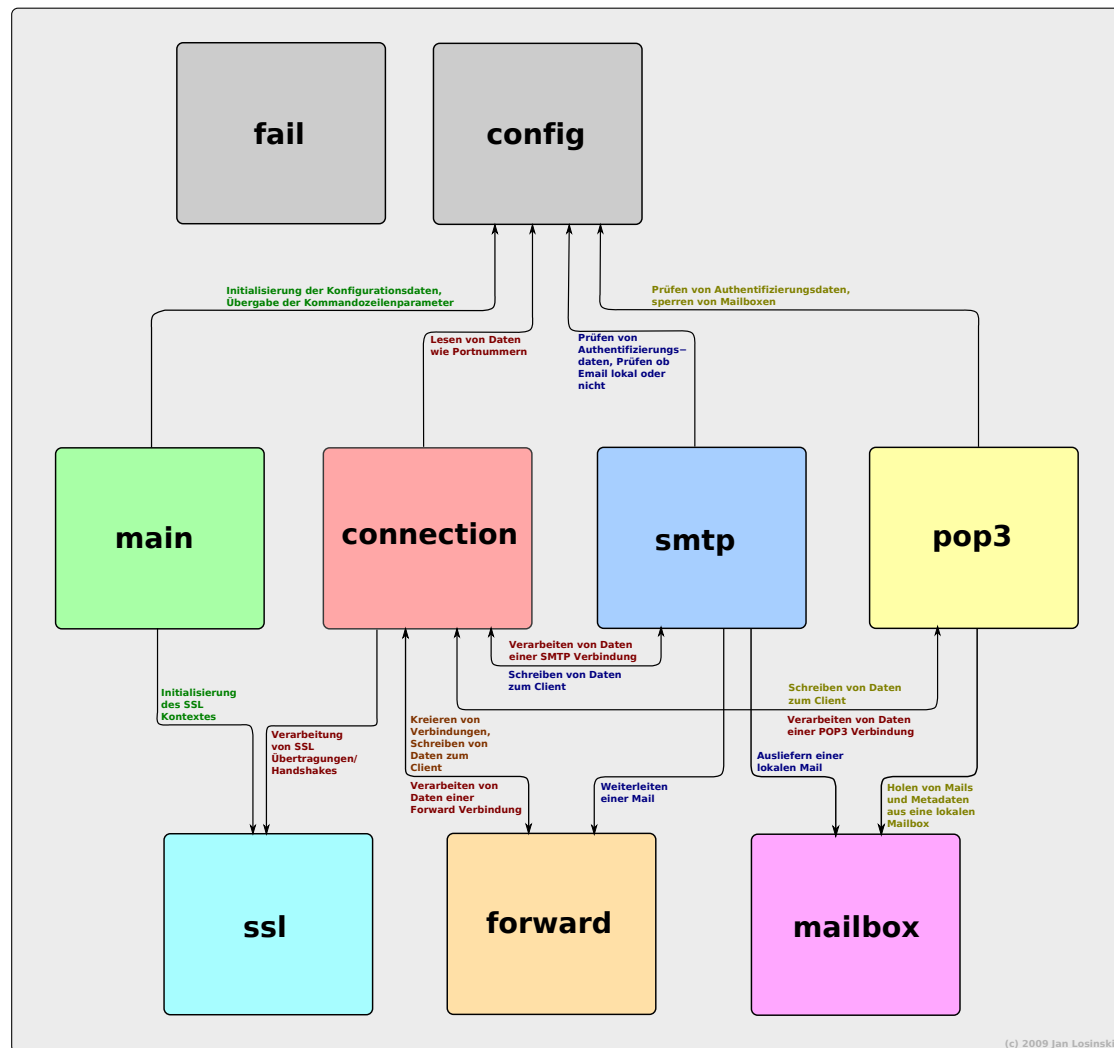 fail
config
Initialisierung der Konfigurationsdaten,
Übergabe der Kommandozeilenparameter
Prüfen von Authentifizierungsdaten,
sperren von Mailboxen
Lesen von Daten
wie Portnummern
Prüfen von
Authentifizierungs–
daten, Prüfen ob
Email lokal oder
nicht
main
connection
smtp
pop3
Verarbeiten von Daten
einer SMTP Verbindung
Schreiben von Daten
zum Client
Schreiben von Daten
zum Client
Verarbeiten von Daten
einer POP3 Verbindung
Initialisierung
des SSL
Kontextes
Verarbeitung
von SSL
Übertragungen/
Handshakes
Kreieren von
Verbindungen,
Schreiben von
Daten zum
Client
Verarbeiten von
Daten einer
Forward Verbindung
Weiterleiten
einer Mail
Ausliefern einer
lokalen Mail
Holen von Mails
und Metadaten
aus eine lokalen
Mailbox
ssl
forward
mailbox
(c) 2009 Jan Losinski